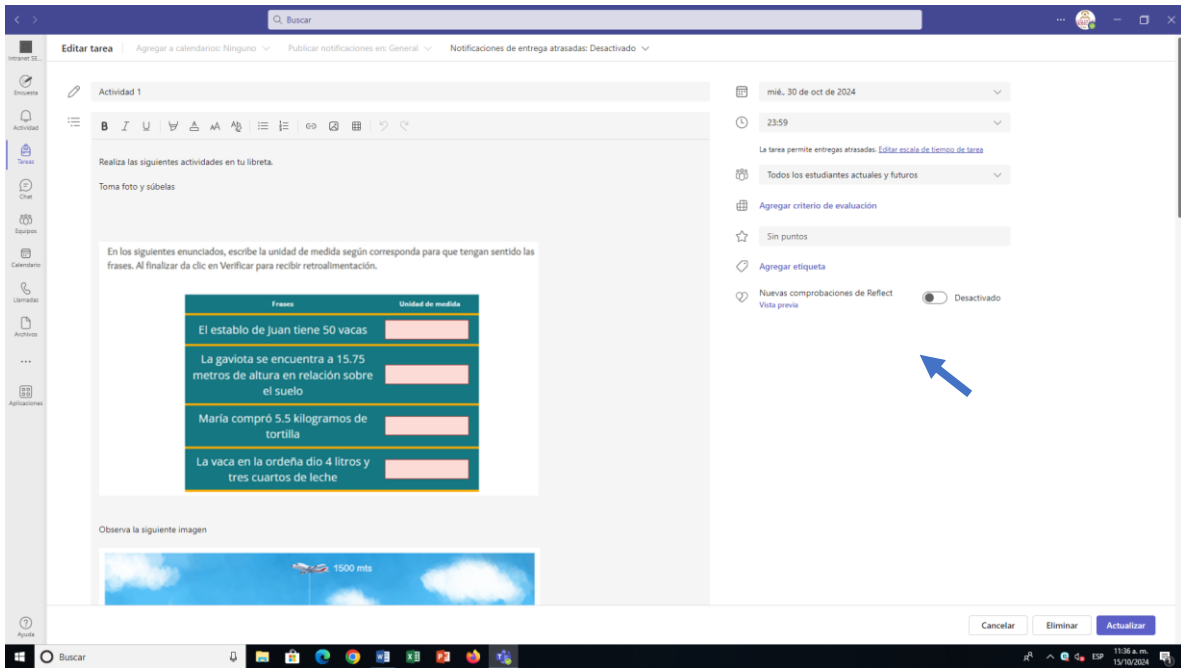 Buscar
Intranet SE...
Encuesta
Actividad
Tareas
Chat
Equipos
Calendario
Llamadas
Archivos
Aplicaciones
Ayuda
Editar tarea
Agregar a calendarios: Ninguno
Publicar notificaciones en: General
Notificaciones de entrega atrasadas: Desactivado
Actividad 1
Realiza las siguientes actividades en tu libreta.
Toma foto y súbelas
En los siguientes enunciados, escribe la unidad de medida según corresponda para que tengan sentido las
frases. Al finalizar da clic en Verificar para recibir retroalimentación.
Frases Unidad de medida
El establo de Juan tiene 50 vacas
La gaviota se encuentra a 15.75
metros de altura en relación sobre
el suelo
María compró 5.5 kilogramos de
tortilla
La vaca en la ordeña dio 4 litros y
tres cuartos de leche
Observa la siguiente imagen
1500 mts
mié., 30 de oct de 2024
23:59
La tarea permite entregas atrasadas. Editar escala de tiempo de tarea
Todos los estudiantes actuales y futuros
Agregar criterio de evaluación
Sin puntos
Agregar etiqueta
Nuevas comprobaciones de Reflect
Vista previa
Desactivado
Cancelar Eliminar Actualizar
Buscar
ESP
11:36 a. m.
15/10/2024